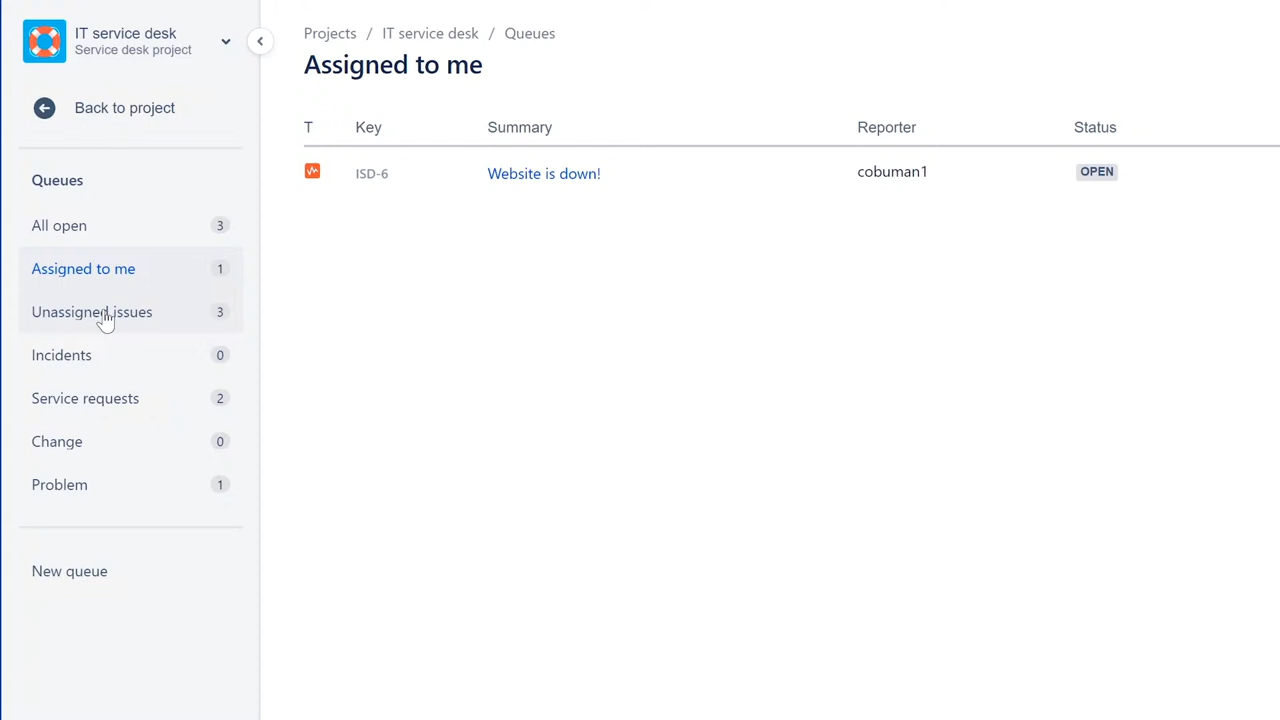 IT service desk
Service desk project
Back to project
Queues
All open 3
Assigned to me 1
Unassigned issues 3
Incidents 0
Service requests 2
Change 0
Problem 1
New queue
Projects / IT service desk / Queues
Assigned to me
T Key Summary Reporter Status
ISD-6 Website is down! cobuman1 OPEN